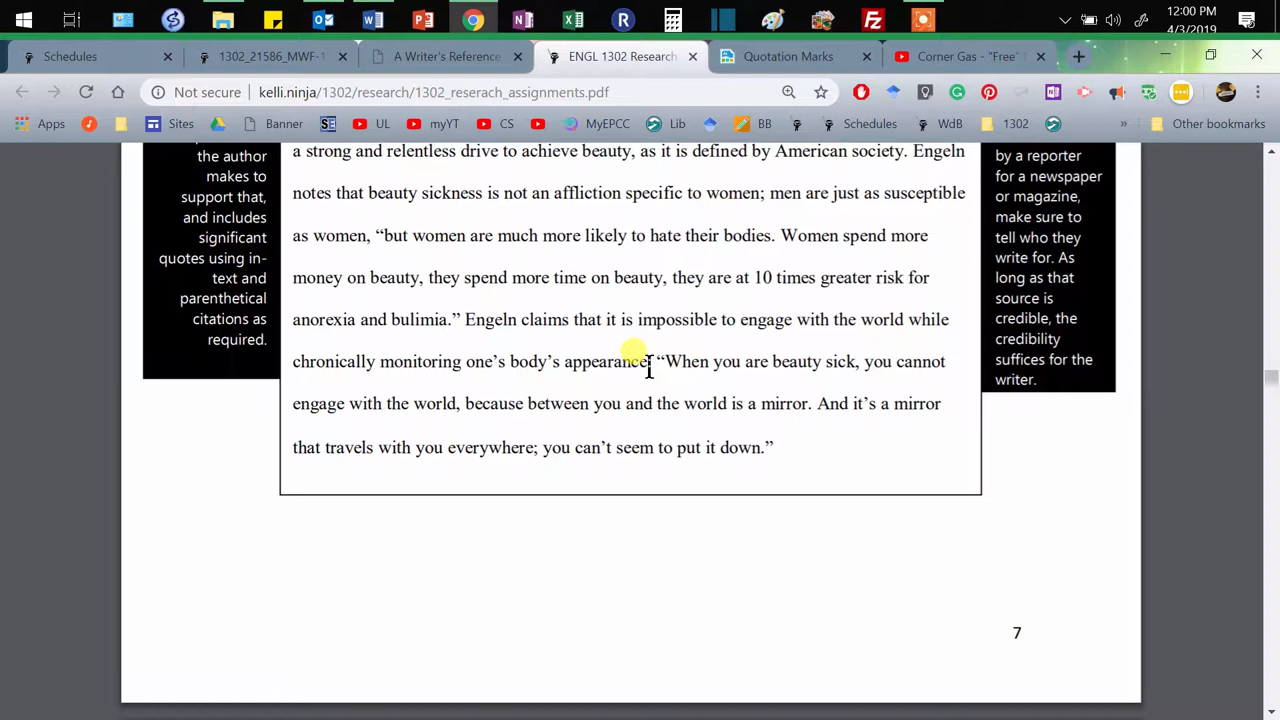 12:00 PM
4/3/2019
Schedules
1302_21586_MWF-1
A Writer's Reference
ENGL 1302 Research
Quotation Marks
Corner Gas - "Free"
Not secure
kelli.ninja/1302/research/1302_reserach_assignments.pdf
Apps
Sites
Banner
UL
myYT
CS
MyEPCC
Lib
BB
Schedules
WdB
1302
»
Other bookmarks
the author
makes to
support that,
and includes
significant
quotes using in-
text and
parenthetical
citations as
required.
a strong and relentless drive to achieve beauty, as it is defined by American society. Engeln
notes that beauty sickness is not an affliction specific to women; men are just as susceptible
as women, “but women are much more likely to hate their bodies. Women spend more
money on beauty, they spend more time on beauty, they are at 10 times greater risk for
anorexia and bulimia.” Engeln claims that it is impossible to engage with the world while
chronically monitoring one’s body’s appearance: “When you are beauty sick, you cannot
engage with the world, because between you and the world is a mirror. And it’s a mirror
that travels with you everywhere; you can’t seem to put it down.”
by a reporter
for a newspaper
or magazine,
make sure to
tell who they
write for. As
long as that
source is
credible, the
credibility
suffices for the
writer.
7